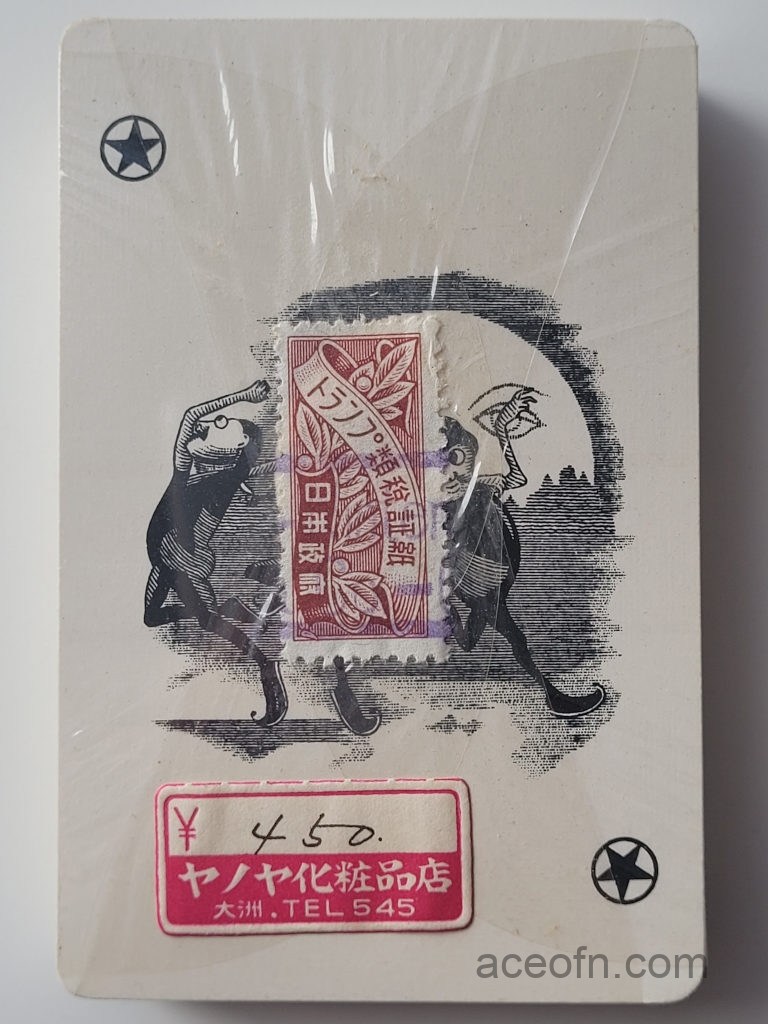 トランプ類税証紙
日本政府
¥ 450.
ヤノヤ化粧品店
大洲.TEL 545
aceofn.com